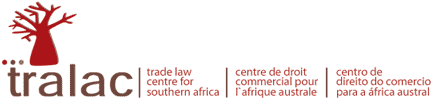 tralac
trade law
centre for
southern africa
centre de droit
commercial pour
l`afrique australe
centro de
direito do comercio
para a áfrica austral